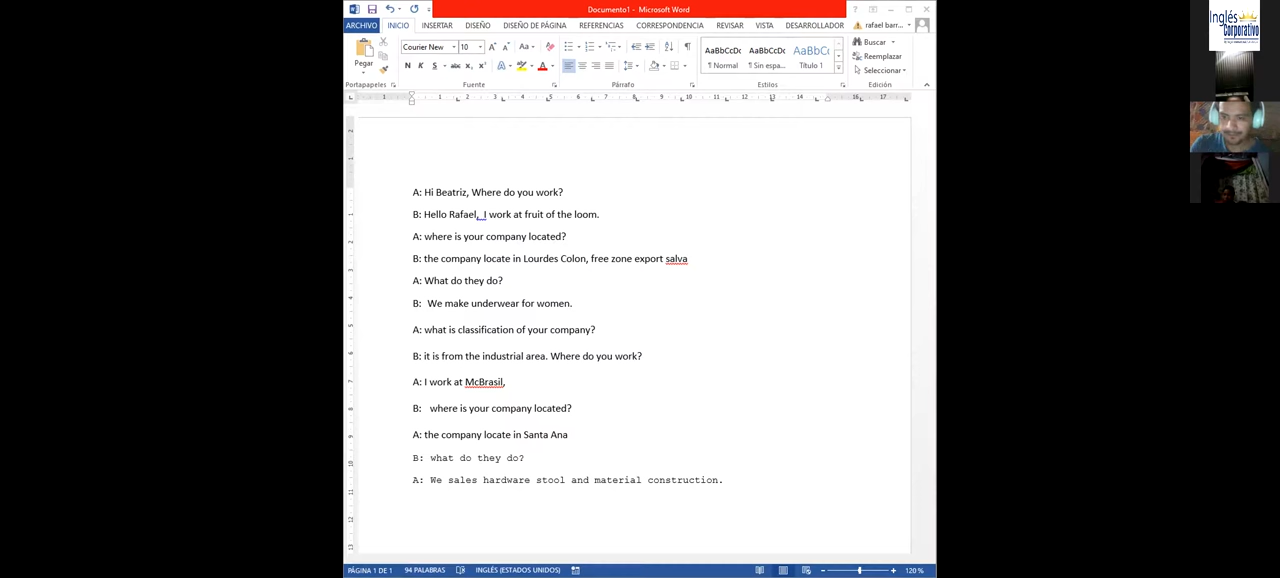 Documento1 - Microsoft Word
ARCHIVO INICIO INSERTAR DISEÑO DISEÑO DE PÁGINA REFERENCIAS CORRESPONDENCIA REVISAR VISTA DESARROLLADOR rafael barr...
Inglés Corporativo
Pegar
Courier New 10
AaBbCcDc AaBbCcDc AaBbCc
¶ Normal ¶ Sin espa... Título 1
Buscar
Reemplazar
Seleccionar
Portapapeles Fuente Párrafo Estilos Edición
A: Hi Beatriz, Where do you work?
B: Hello Rafael, I work at fruit of the loom.
A: where is your company located?
B: the company locate in Lourdes Colon, free zone export salva
A: What do they do?
B: We make underwear for women.
A: what is classification of your company?
B: it is from the industrial area. Where do you work?
A: I work at McBrasil,
B: where is your company located?
A: the company locate in Santa Ana
B: what do they do?
A: We sales hardware stool and material construction.
PÁGINA 1 DE 1 94 PALABRAS INGLÉS (ESTADOS UNIDOS) 120 %